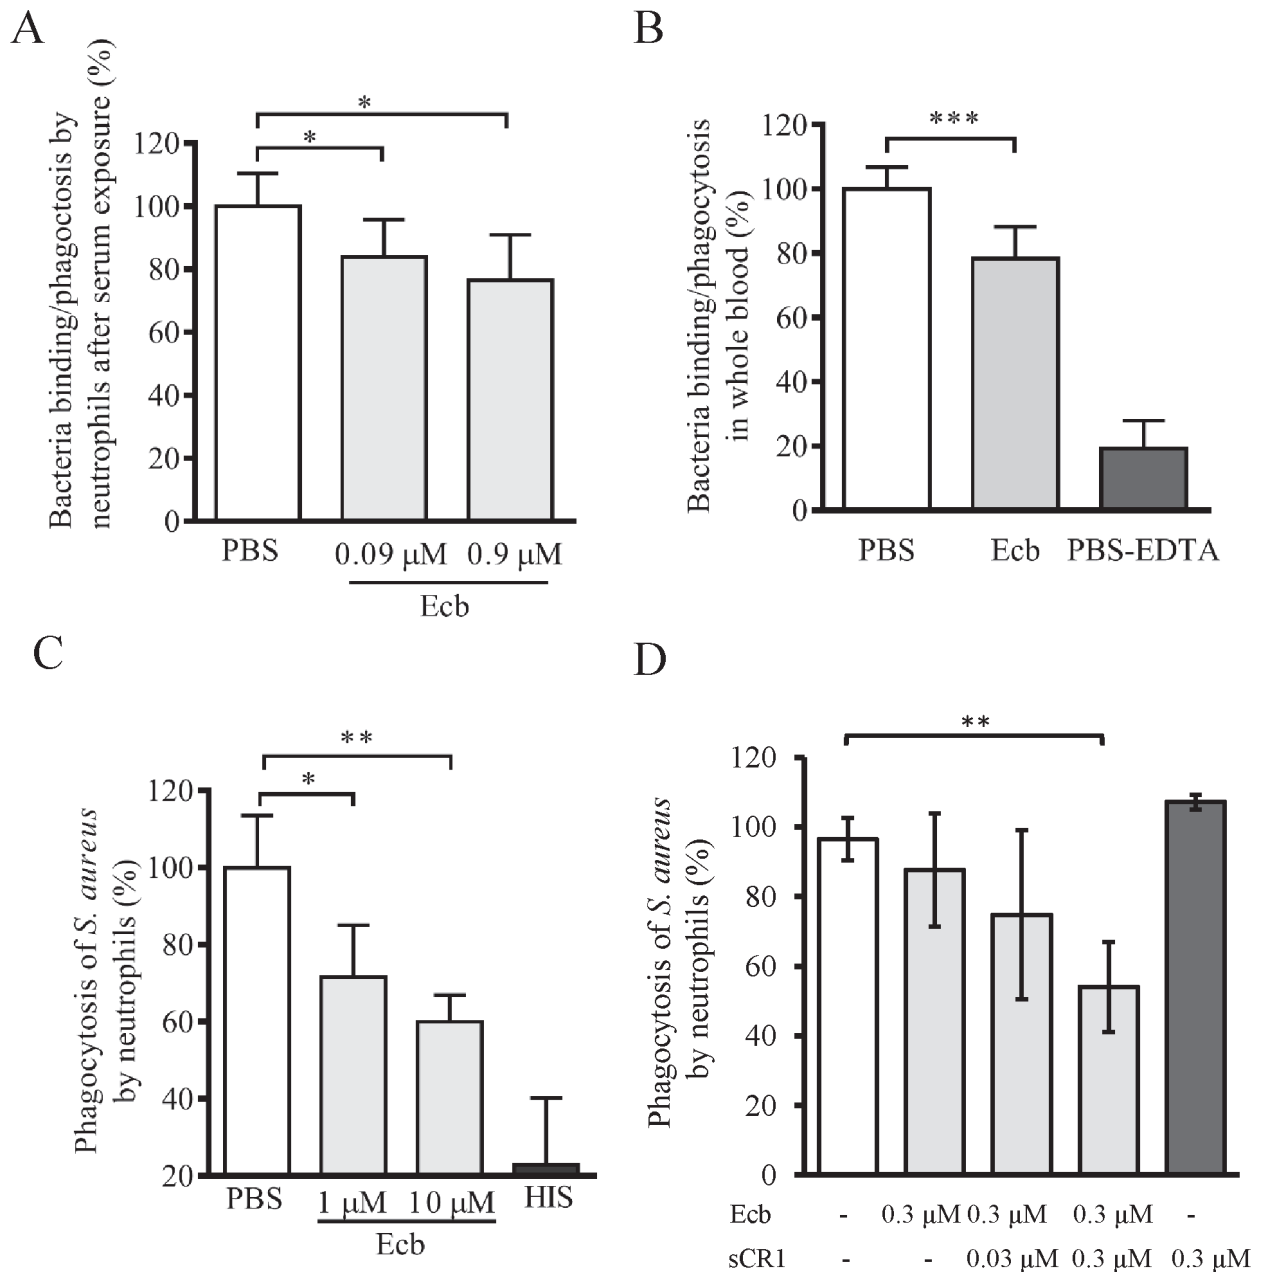 A
Bacteria binding/phagoctosis by
neutrophils after serum exposure (%)
120
100
80
60
40
20
0
*
*
PBS
0.09 µM 0.9 µM
Ecb
B
Bacteria binding/phagocytosis
in whole blood (%)
120
100
80
60
40
20
0
***
PBS Ecb PBS-EDTA
C
Phagocytosis of S. aureus
by neutrophils (%)
120
100
80
60
40
20
**
*
PBS 1 µM 10 µM HIS
Ecb
D
Phagocytosis of S. aureus
by neutrophils (%)
120
100
80
60
40
20
0
**
Ecb - 0.3 µM 0.3 µM 0.3 µM -
sCR1 - - 0.03 µM 0.3 µM 0.3 µM